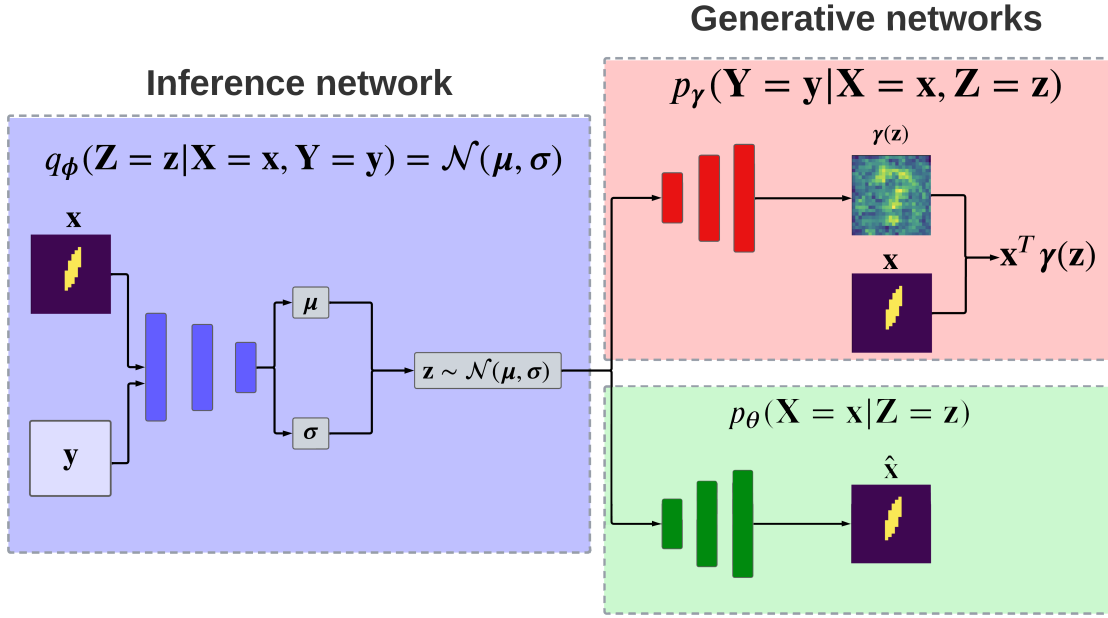 Generative networks
Inference network
p_γ(Y = y|X = x, Z = z)
q_ϕ(Z = z|X = x, Y = y) = 𝒩(μ, σ)
γ(z)
x
x
x^T γ(z)
μ
z ∼ 𝒩(μ, σ)
σ
y
p_θ(X = x|Z = z)
x̂